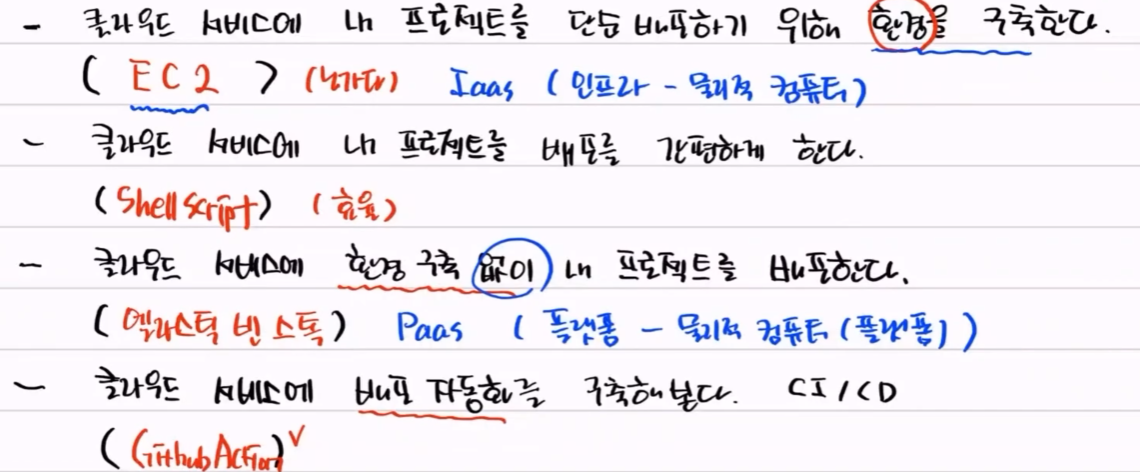 - 클라우드 서비스에 내 프로젝트를 단순 배포하기 위해 환경을 구축한다.
( EC2 ) (노가다) Iaas ( 인프라 - 물리적 컴퓨터 )
- 클라우드 서비스에 내 프로젝트를 배포를 간편하게 한다.
( Shell script ) ( 효율 )
- 클라우드 서비스에 환경 구축 없이 내 프로젝트를 배포한다.
( 엘라스틱 빈 스톡 ) Paas ( 플랫폼 - 물리적 컴퓨터 (플랫폼) )
- 클라우드 서비스에 배포 자동화를 구축해본다. CI/CD
( Github Action )